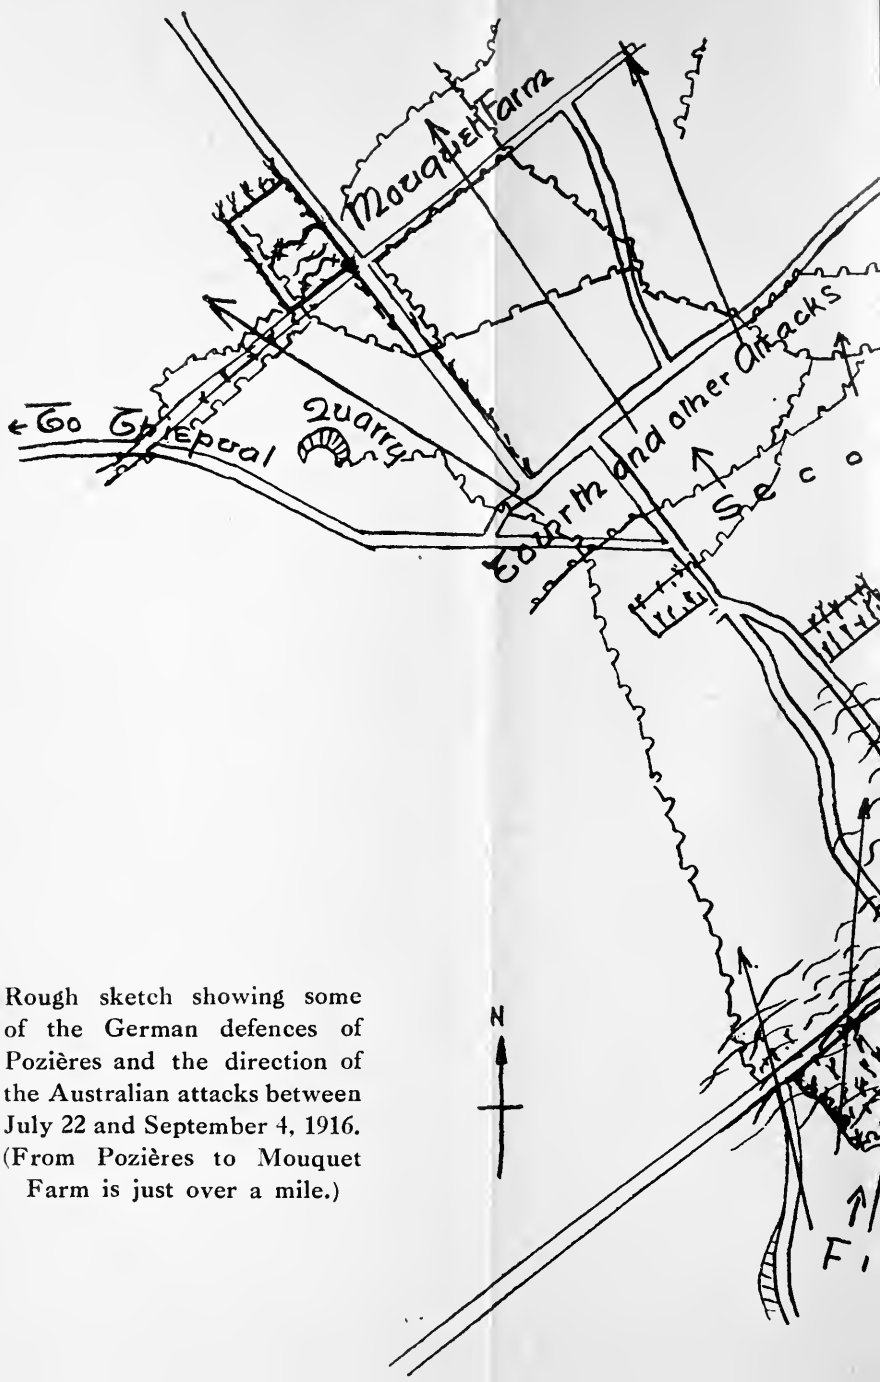 Mouquet Farm
← To Thiepval
Quarry
Fourth and other Attacks
Seco
Rough sketch showing some
of the German defences of
Pozières and the direction of
the Australian attacks between
July 22 and September 4, 1916.
(From Pozières to Mouquet
Farm is just over a mile.)
N
Fi